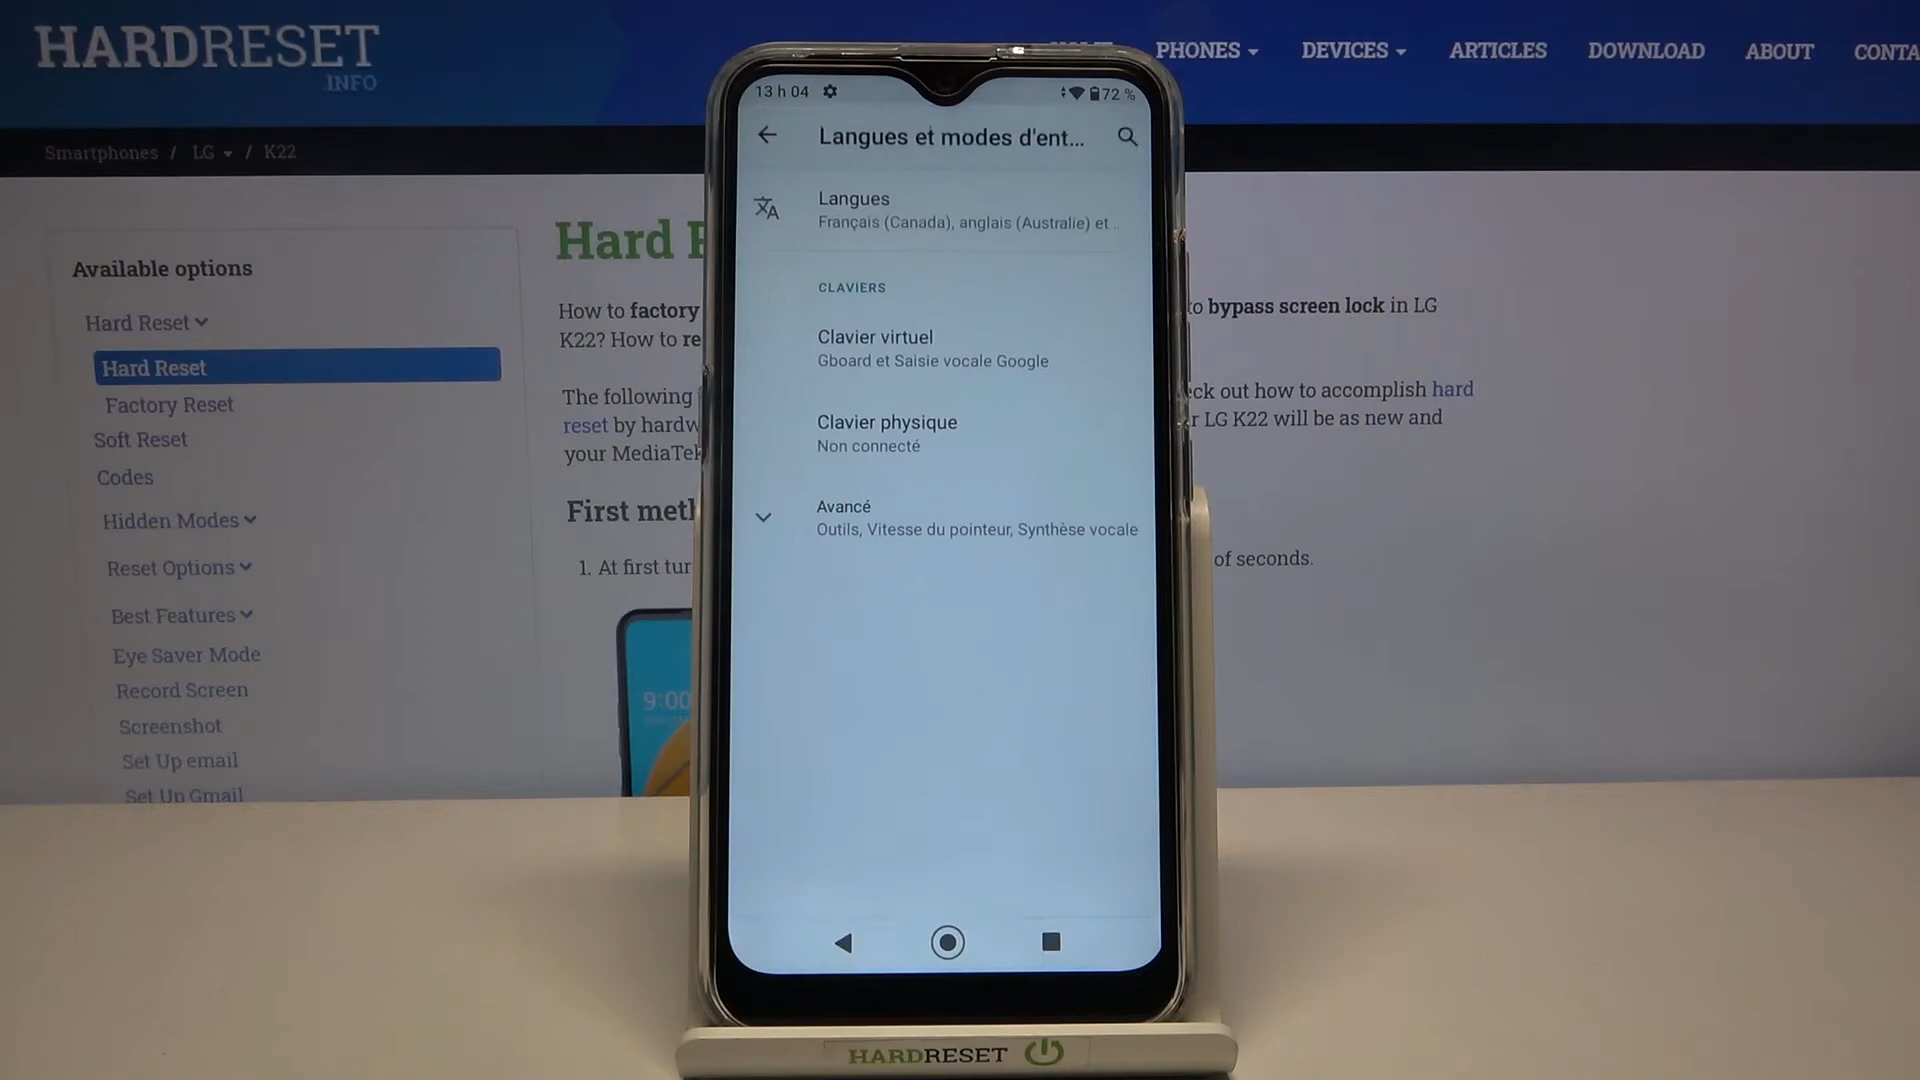 HARDRESET
.INFO
PHONES
DEVICES
ARTICLES
DOWNLOAD
ABOUT
CONTA
Smartphones / LG / K22
Available options
Hard Reset
Hard Reset
Factory Reset
Soft Reset
Codes
Hidden Modes
Reset Options
Best Features
Eye Saver Mode
Record Screen
Screenshot
Set Up email
Set Up Gmail
Hard R
How to factory
K22? How to re
to bypass screen lock in LG
The following
reset by hardw
your MediaTek
eck out how to accomplish hard
r LG K22 will be as new and
First meth
1. At first tur
of seconds.
9:00
13 h 04
72 %
Langues et modes d'ent...
Langues
Français (Canada), anglais (Australie) et ..
CLAVIERS
Clavier virtuel
Gboard et Saisie vocale Google
Clavier physique
Non connecté
Avancé
Outils, Vitesse du pointeur, Synthèse vocale
HARDRESET